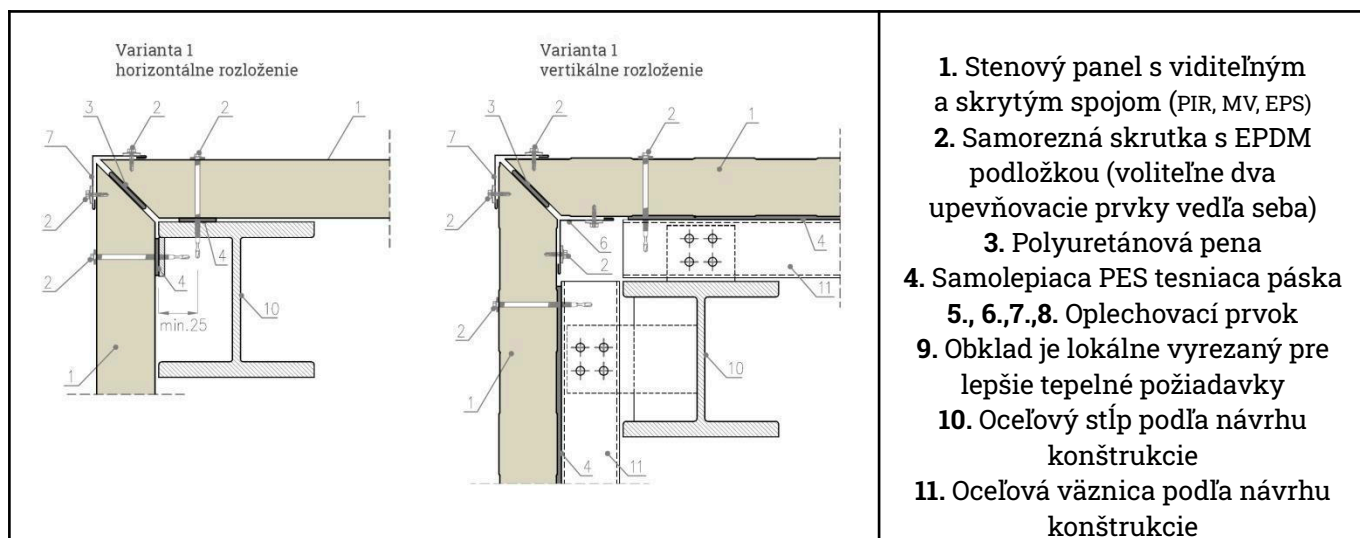 Varianta 1
horizontálne rozloženie
3
2
2
1
7
2
2
4
4
min.25
10
1
Varianta 1
vertikálne rozloženie
3
2
2
1
7
2
6
4
2
11
2
10
1
4
11
1. Stenový panel s viditeľným
a skrytým spojom (PIR, MV, EPS)
2. Samorezná skrutka s EPDM
podložkou (voliteľne dva
upevňovacie prvky vedľa seba)
3. Polyuretánová pena
4. Samolepiaca PES tesniaca páska
5., 6.,7.,8. Oplechovací prvok
9. Obklad je lokálne vyrezaný pre
lepšie tepelné požiadavky
10. Oceľový stĺp podľa návrhu
konštrukcie
11. Oceľová väznica podľa návrhu
konštrukcie